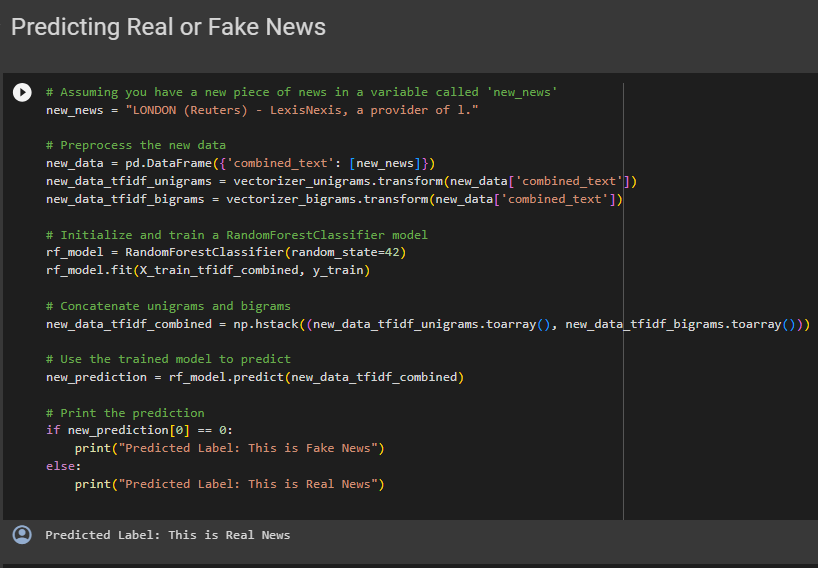 Predicting Real or Fake News
# Assuming you have a new piece of news in a variable called 'new_news'
new_news = "LONDON (Reuters) - LexisNexis, a provider of l."
# Preprocess the new data
new_data = pd.DataFrame({'combined_text': [new_news]})
new_data_tfidf_unigrams = vectorizer_unigrams.transform(new_data['combined_text'])
new_data_tfidf_bigrams = vectorizer_bigrams.transform(new_data['combined_text'])
# Initialize and train a RandomForestClassifier model
rf_model = RandomForestClassifier(random_state=42)
rf_model.fit(X_train_tfidf_combined, y_train)
# Concatenate unigrams and bigrams
new_data_tfidf_combined = np.hstack((new_data_tfidf_unigrams.toarray(), new_data_tfidf_bigrams.toarray()))
# Use the trained model to predict
new_prediction = rf_model.predict(new_data_tfidf_combined)
# Print the prediction
if new_prediction[0] == 0:
    print("Predicted Label: This is Fake News")
else:
    print("Predicted Label: This is Real News")
Predicted Label: This is Real News